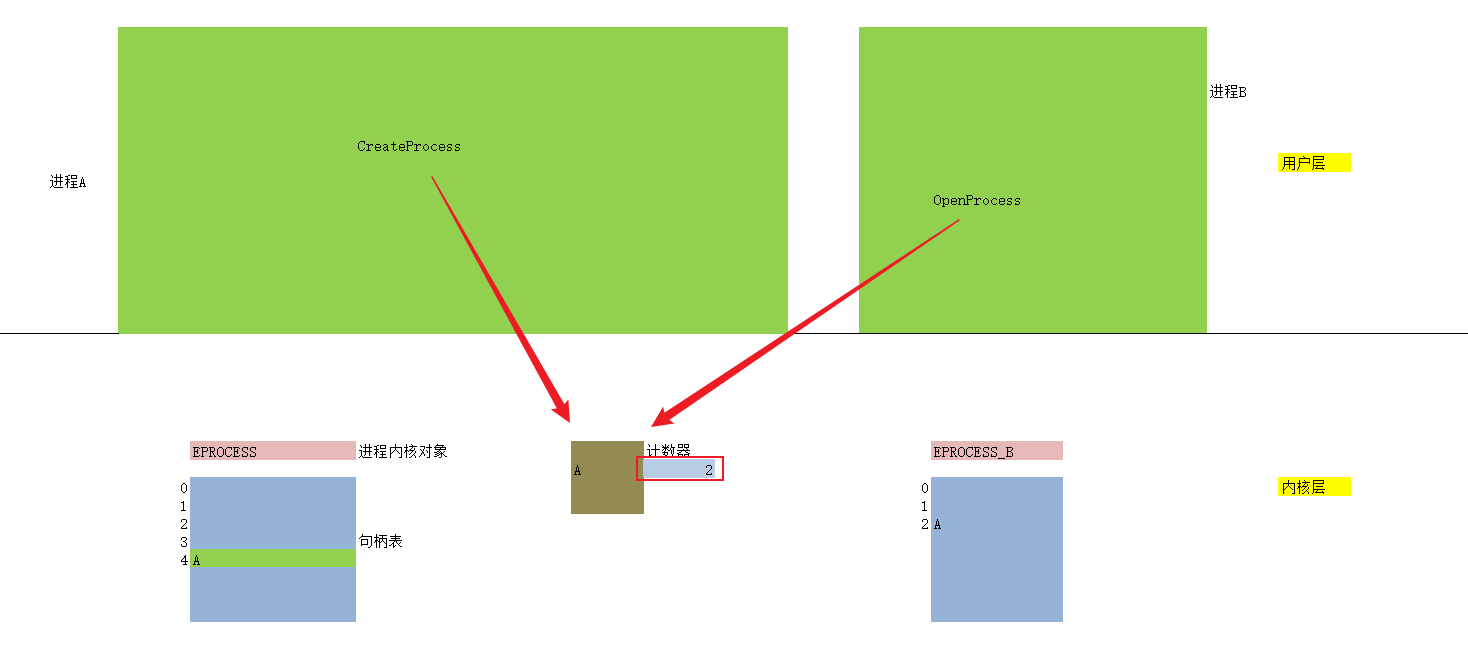 进程B
CreateProcess
用户层
进程A
OpenProcess
EPROCESS
进程内核对象
计数器
EPROCESS_B
A
2
0
1
2
3
句柄表
4
A
0
1
2
A
内核层